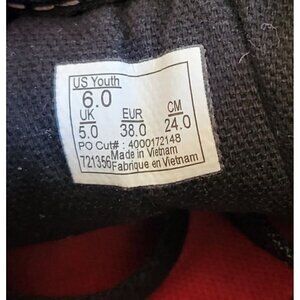 US Youth
6.0
UK EUR CM
5.0 38.0 24.0
PO Cut# : 4000172148
Made in Vietnam
721356 Fabriqué en Vietnam